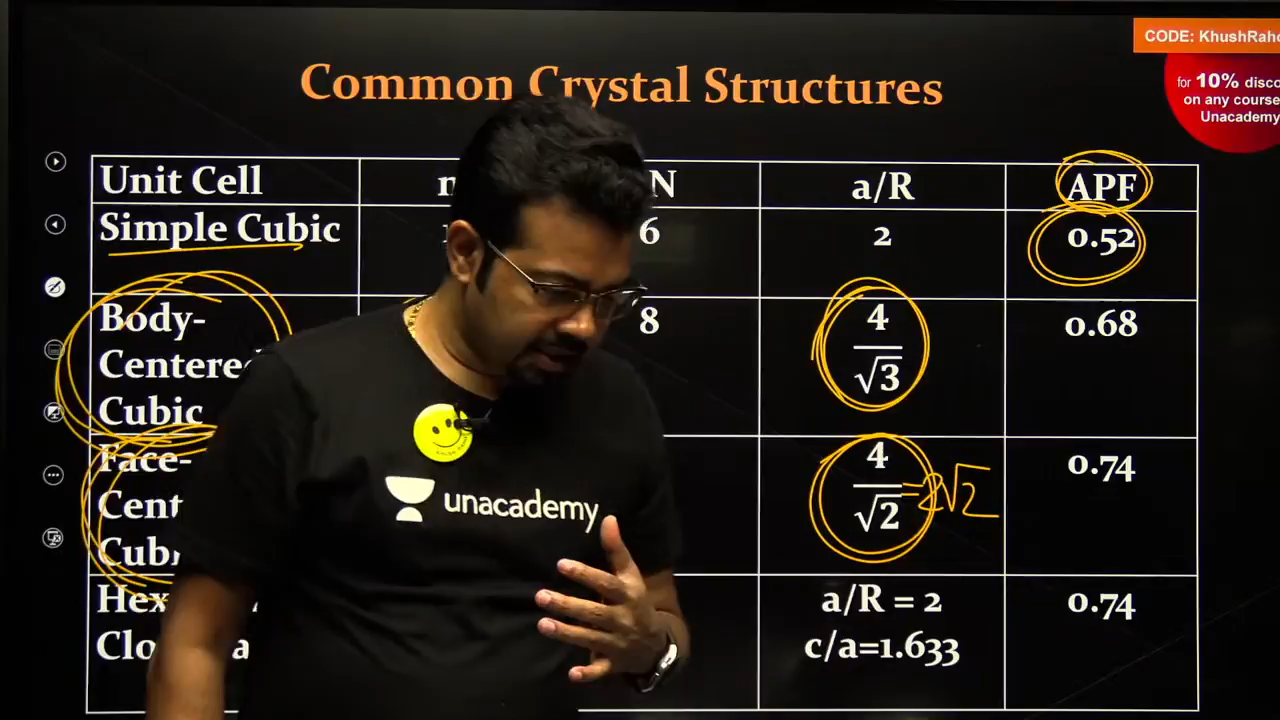 CODE: KhushRaho
for 10% disco
on any course
Unacademy
Common Crystal Structures
Unit Cell N a/R APF
Simple Cubic 6 2 0.52
Body-
Centered
Cubic 8 4/√3 0.68
Face-
Cent
Cub 4/√2 =2√2 0.74
Hex a/R = 2 0.74
Clo c/a=1.633
unacademy